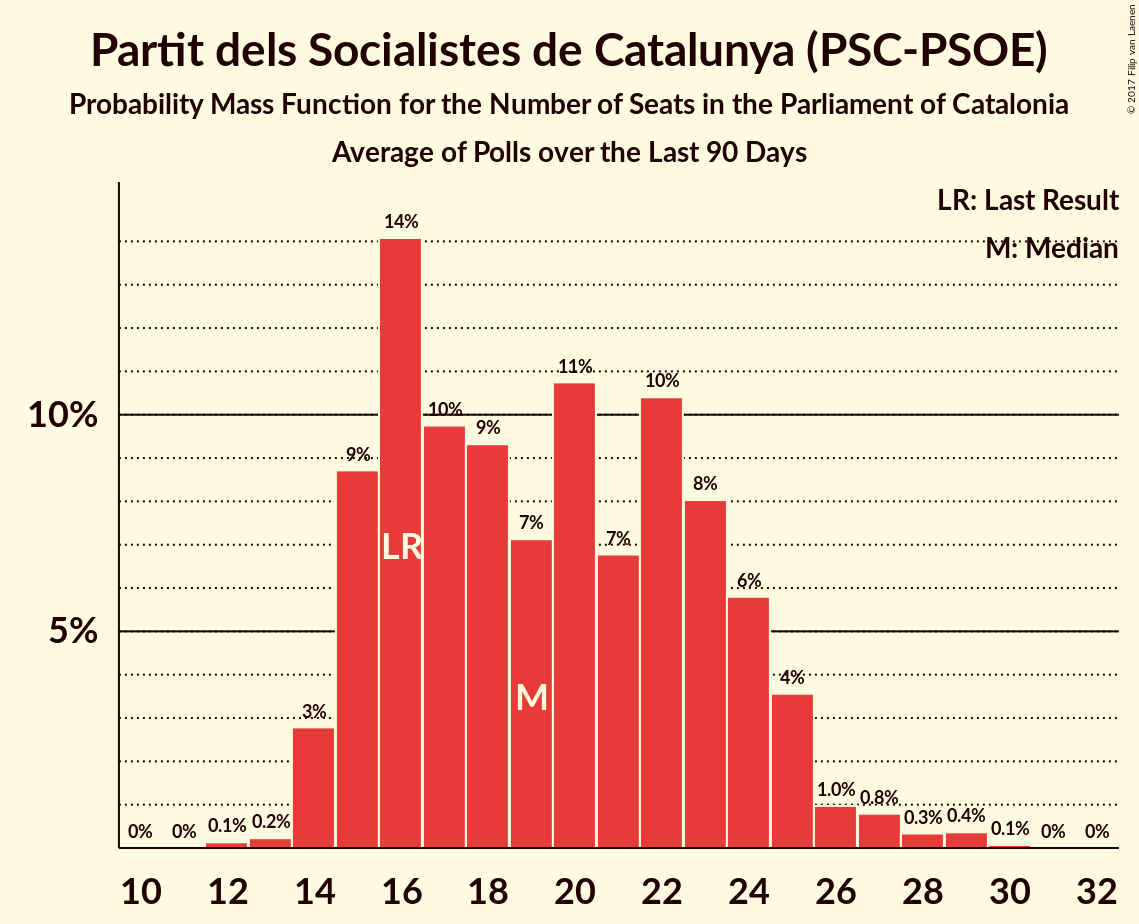 Partit dels Socialistes de Catalunya (PSC-PSOE)
Probability Mass Function for the Number of Seats in the Parliament of Catalonia
Average of Polls over the Last 90 Days
© 2017 Filip van Laenen
LR: Last Result
M: Median
10%
5%
0%
0%
0.1%
0.2%
3%
9%
14%
10%
9%
7%
11%
7%
10%
8%
6%
4%
1.0%
0.8%
0.3%
0.4%
0.1%
0%
0%
LR
M
10 12 14 16 18 20 22 24 26 28 30 32